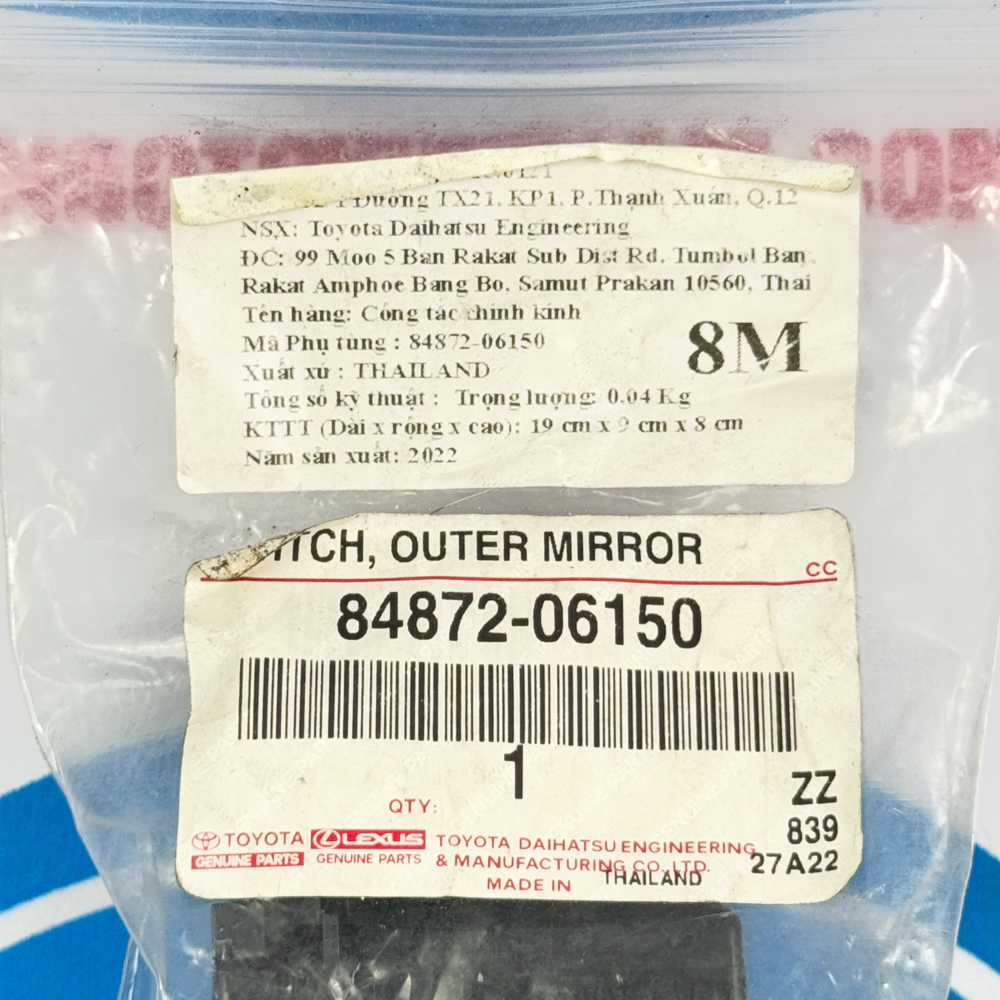 Đường TX21, KP1, P.Thạnh Xuân, Q.12
NSX: Toyota Daihatsu Engineering
ĐC: 99 Moo 5 Ban Rakat Sub Dist Rd. Tumbol Ban
Rakat Amphoe Bang Bo. Samut Prakan 10560, Thai
Tên hàng: Công tác chỉnh kính
Mã Phụ tùng : 84872-06150
8M
Xuất xứ : THAILAND
Tổng số kỹ thuật : Trọng lượng: 0.04 Kg
KTTT (Dài x rộng x cao): 19 cm x 9 cm x 8 cm
Năm sản xuất: 2022
ITCH, OUTER MIRROR
CC
84872-06150
1
QTY:
ZZ
839
27A22
TOYOTA
GENUINE PARTS
LEXUS
GENUINE PARTS
TOYOTA DAIHATSU ENGINEERING
& MANUFACTURING CO.,LTD.
MADE IN THAILAND